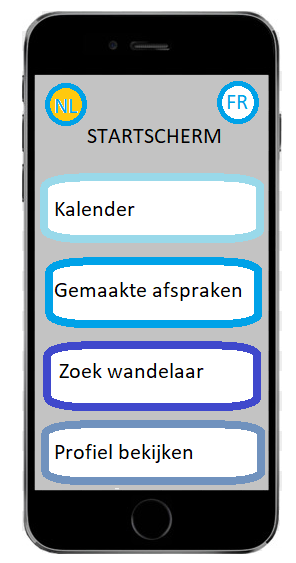 NL
FR
STARTSCHERM
Kalender
Gemaakte afspraken
Zoek wandelaar
Profiel bekijken